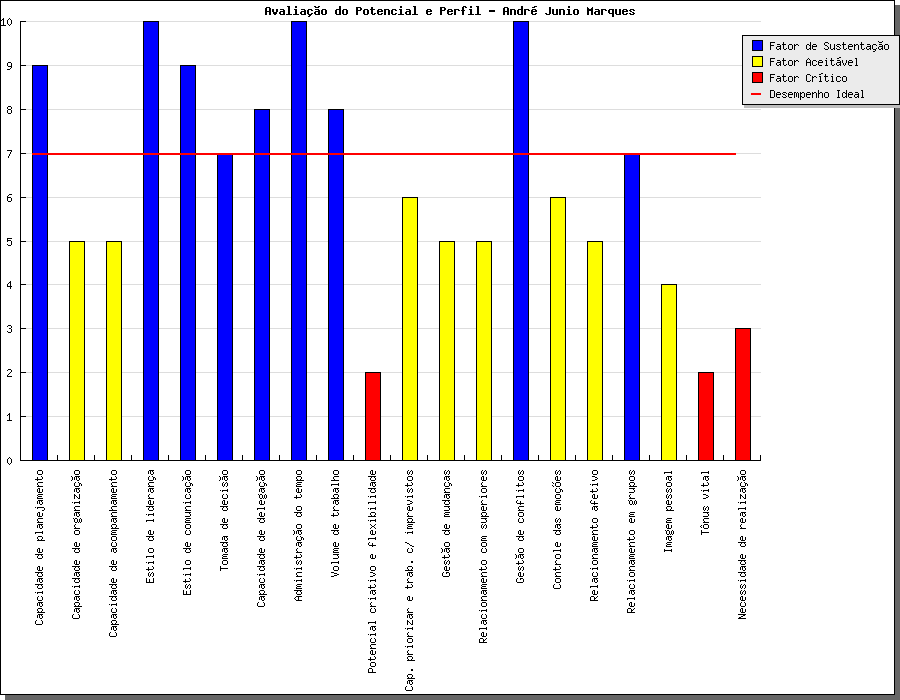 Avaliação do Potencial e Perfil - André Junio Marques
10
9
8
7
6
5
4
3
2
1
0
Fator de Sustentação
Fator Aceitável
Fator Crítico
Desempenho Ideal
Capacidade de planejamento
Capacidade de organização
Capacidade de acompanhamento
Estilo de liderança
Estilo de comunicação
Tomada de decisão
Capacidade de delegação
Administração do tempo
Volume de trabalho
Potencial criativo e flexibilidade
Cap. priorizar e trab. c/ imprevistos
Gestão de mudanças
Relacionamento com superiores
Gestão de conflitos
Controle das emoções
Relacionamento afetivo
Relacionamento em grupos
Imagem pessoal
Tônus vital
Necessidade de realização